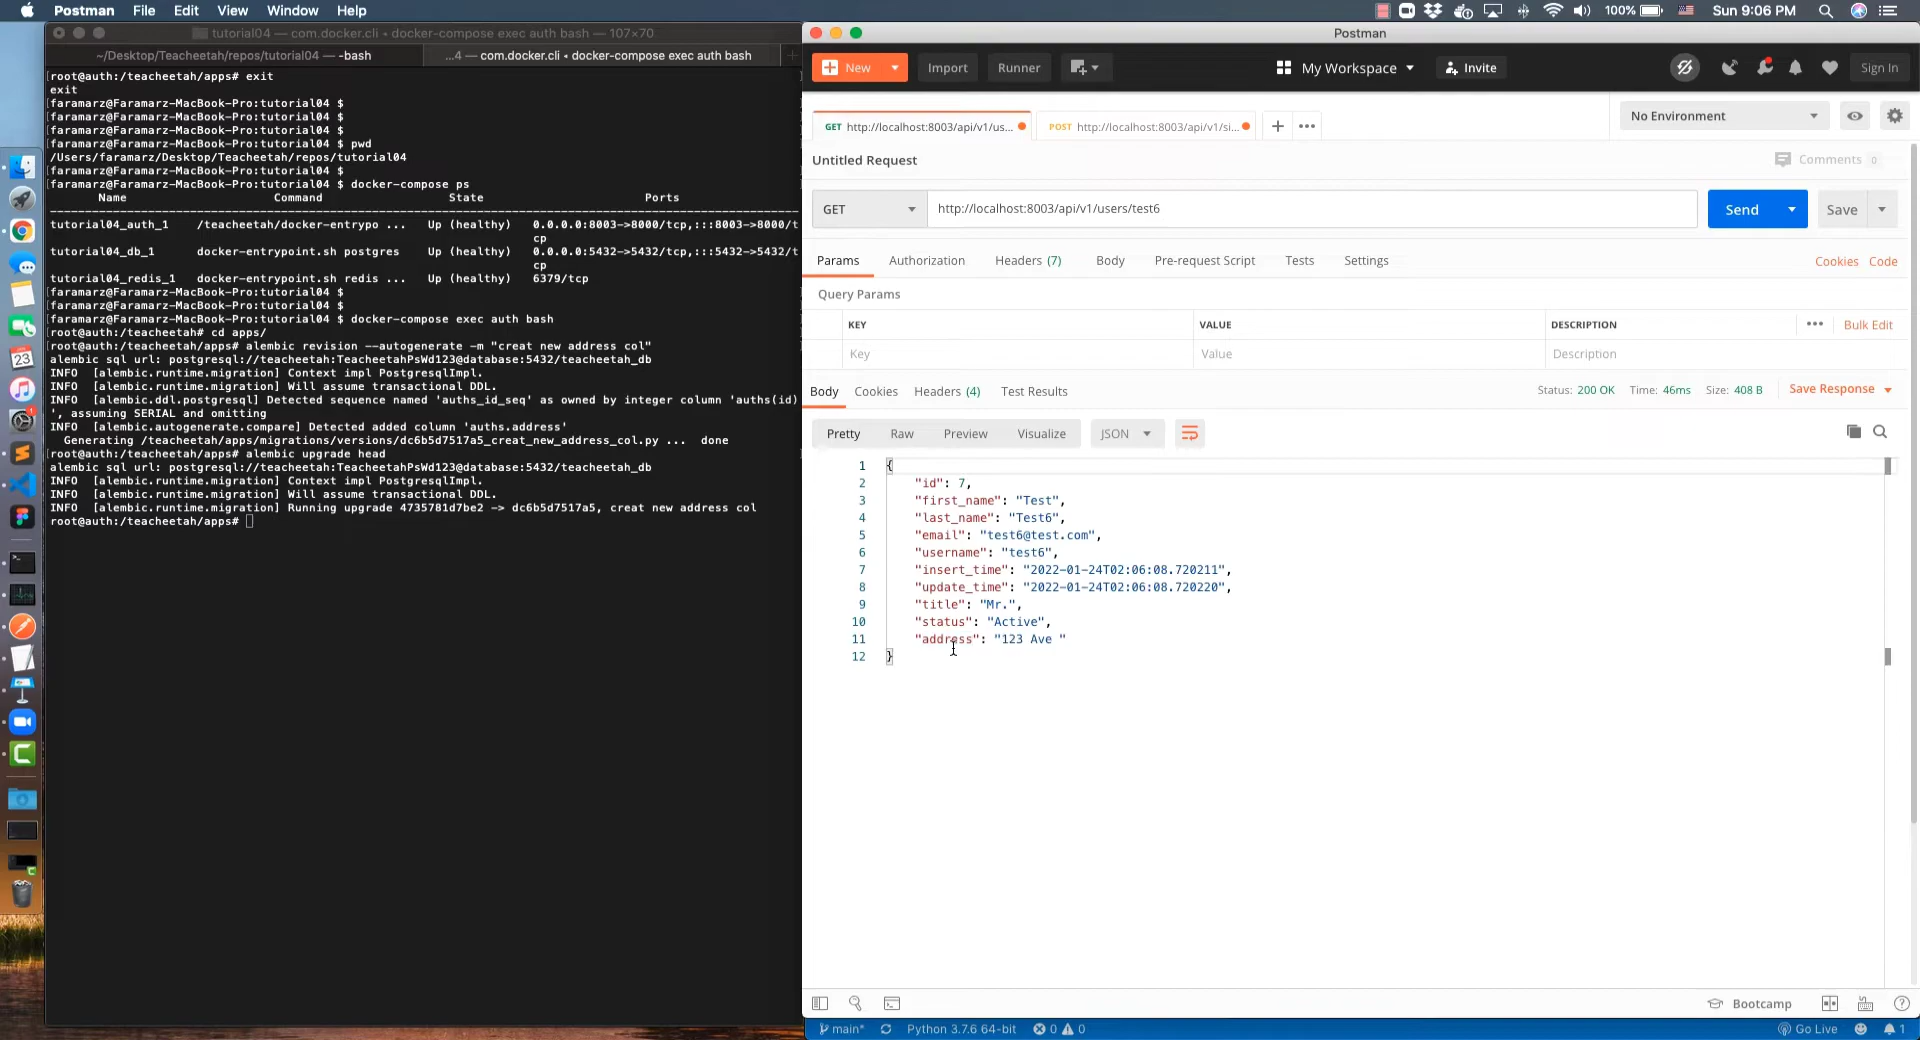 Postman File Edit View Window Help 100% Sun 9:06 PM
tutorial04 — com.docker.cli • docker-compose exec auth bash — 107×70
~/Desktop/Teacheetah/repos/tutorial04 — -bash
...4 — com.docker.cli • docker-compose exec auth bash
[root@auth:/teacheetah/apps# exit
exit
[faramarz@Faramarz-MacBook-Pro:tutorial04 $
[faramarz@Faramarz-MacBook-Pro:tutorial04 $
[faramarz@Faramarz-MacBook-Pro:tutorial04 $
[faramarz@Faramarz-MacBook-Pro:tutorial04 $ pwd
/Users/faramarz/Desktop/Teacheetah/repos/tutorial04
[faramarz@Faramarz-MacBook-Pro:tutorial04 $
[faramarz@Faramarz-MacBook-Pro:tutorial04 $ docker-compose ps
Name Command State Ports
tutorial04_auth_1 /teacheetah/docker-entrypo ... Up (healthy) 0.0.0.0:8003->8000/tcp,:::8003->8000/t
cp
tutorial04_db_1 docker-entrypoint.sh postgres Up (healthy) 0.0.0.0:5432->5432/tcp,:::5432->5432/t
cp
tutorial04_redis_1 docker-entrypoint.sh redis ... Up (healthy) 6379/tcp
[faramarz@Faramarz-MacBook-Pro:tutorial04 $
[faramarz@Faramarz-MacBook-Pro:tutorial04 $
[faramarz@Faramarz-MacBook-Pro:tutorial04 $ docker-compose exec auth bash
[root@auth:/teacheetah# cd apps/
[root@auth:/teacheetah/apps# alembic revision --autogenerate -m "creat new address col"
alembic sql url: postgresql://teacheetah:TeacheetahPsWd123@database:5432/teacheetah_db
INFO [alembic.runtime.migration] Context impl PostgresqlImpl.
INFO [alembic.runtime.migration] Will assume transactional DDL.
INFO [alembic.ddl.postgresql] Detected sequence named 'auths_id_seq' as owned by integer column 'auths(id)
', assuming SERIAL and omitting
INFO [alembic.autogenerate.compare] Detected added column 'auths.address'
Generating /teacheetah/apps/migrations/versions/dc6b5d7517a5_creat_new_address_col.py ... done
[root@auth:/teacheetah/apps# alembic upgrade head
alembic sql url: postgresql://teacheetah:TeacheetahPsWd123@database:5432/teacheetah_db
INFO [alembic.runtime.migration] Context impl PostgresqlImpl.
INFO [alembic.runtime.migration] Will assume transactional DDL.
INFO [alembic.runtime.migration] Running upgrade 4735781d7be2 -> dc6b5d7517a5, creat new address col
root@auth:/teacheetah/apps#
Postman
New Import Runner My Workspace Invite Sign In
GET http://localhost:8003/api/v1/us... POST http://localhost:8003/api/v1/si... + ••• No Environment
Untitled Request Comments 0
GET http://localhost:8003/api/v1/users/test6 Send Save
Params Authorization Headers (7) Body Pre-request Script Tests Settings Cookies Code
Query Params
KEY VALUE DESCRIPTION ••• Bulk Edit
Key Value Description
Body Cookies Headers (4) Test Results Status: 200 OK Time: 46ms Size: 408 B Save Response
Pretty Raw Preview Visualize JSON
1 {
2 "id": 7,
3 "first_name": "Test",
4 "last_name": "Test6",
5 "email": "test6@test.com",
6 "username": "test6",
7 "insert_time": "2022-01-24T02:06:08.720211",
8 "update_time": "2022-01-24T02:06:08.720220",
9 "title": "Mr.",
10 "status": "Active",
11 "address": "123 Ave "
12 }
Bootcamp
main* Python 3.7.6 64-bit 0 0 Go Live 1
23
1